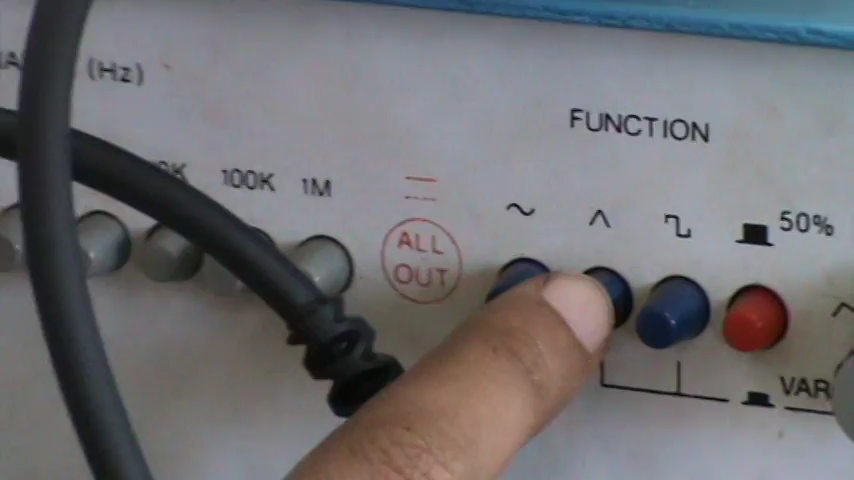 (Hz)
FUNCTION
100K 1M
ALL
OUT
50%
VAR